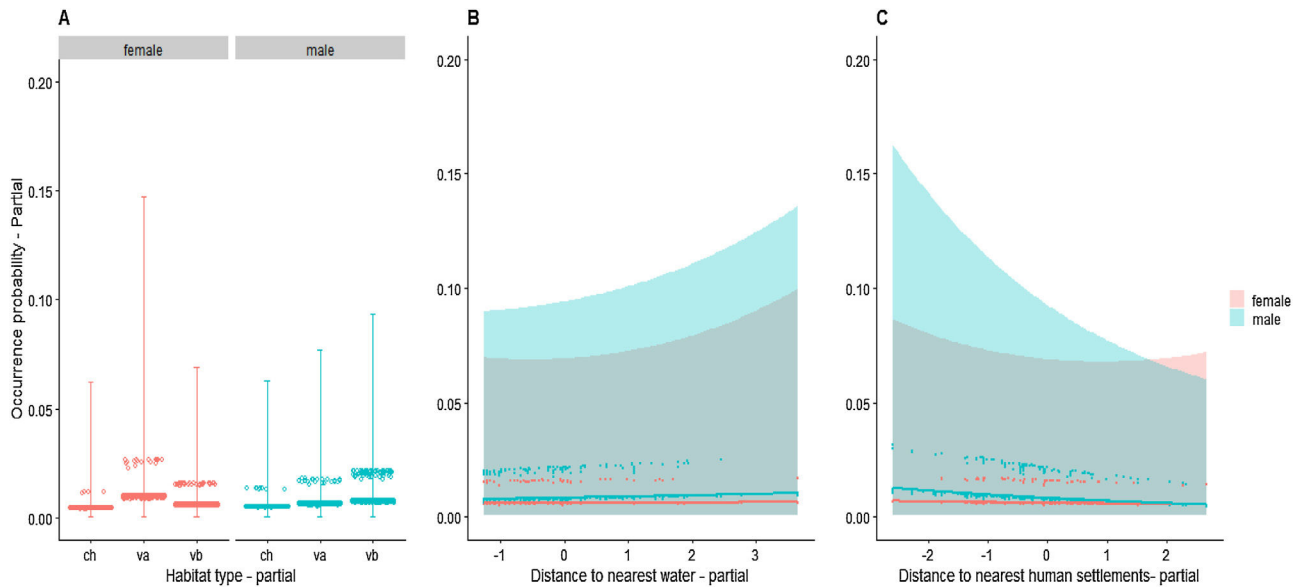 A
B
C
female male
0.20
0.15
0.10
0.05
0.00
Occurrence probability - Partial
ch va vb ch va vb
Habitat type - partial
0.20
0.15
0.10
0.05
0.00
-1 0 1 2 3
Distance to nearest water - partial
0.20
0.15
0.10
0.05
0.00
-2 -1 0 1 2
Distance to nearest human settlements- partial
female
male